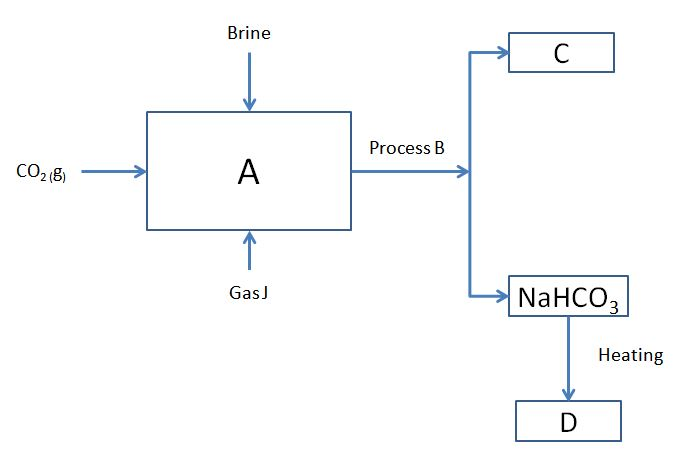 Brine
C
Process B
CO₂ (g)
A
Gas J
NaHCO₃
Heating
D